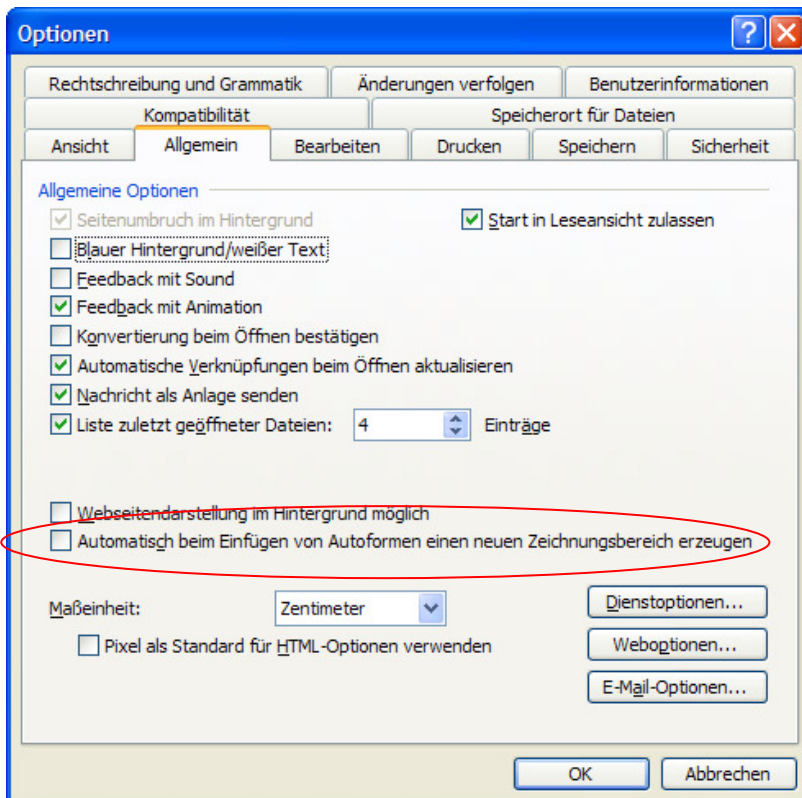 Optionen
Rechtschreibung und Grammatik Änderungen verfolgen Benutzerinformationen
Kompatibilität Speicherort für Dateien
Ansicht Allgemein Bearbeiten Drucken Speichern Sicherheit
Allgemeine Optionen
Seitenumbruch im Hintergrund Start in Leseansicht zulassen
Blauer Hintergrund/weißer Text
Feedback mit Sound
Feedback mit Animation
Konvertierung beim Öffnen bestätigen
Automatische Verknüpfungen beim Öffnen aktualisieren
Nachricht als Anlage senden
Liste zuletzt geöffneter Dateien: 4 Einträge
Webseitendarstellung im Hintergrund möglich
Automatisch beim Einfügen von Autoformen einen neuen Zeichnungsbereich erzeugen
Maßeinheit: Zentimeter Dienstoptionen...
Pixel als Standard für HTML-Optionen verwenden Weboptionen...
E-Mail-Optionen...
OK Abbrechen